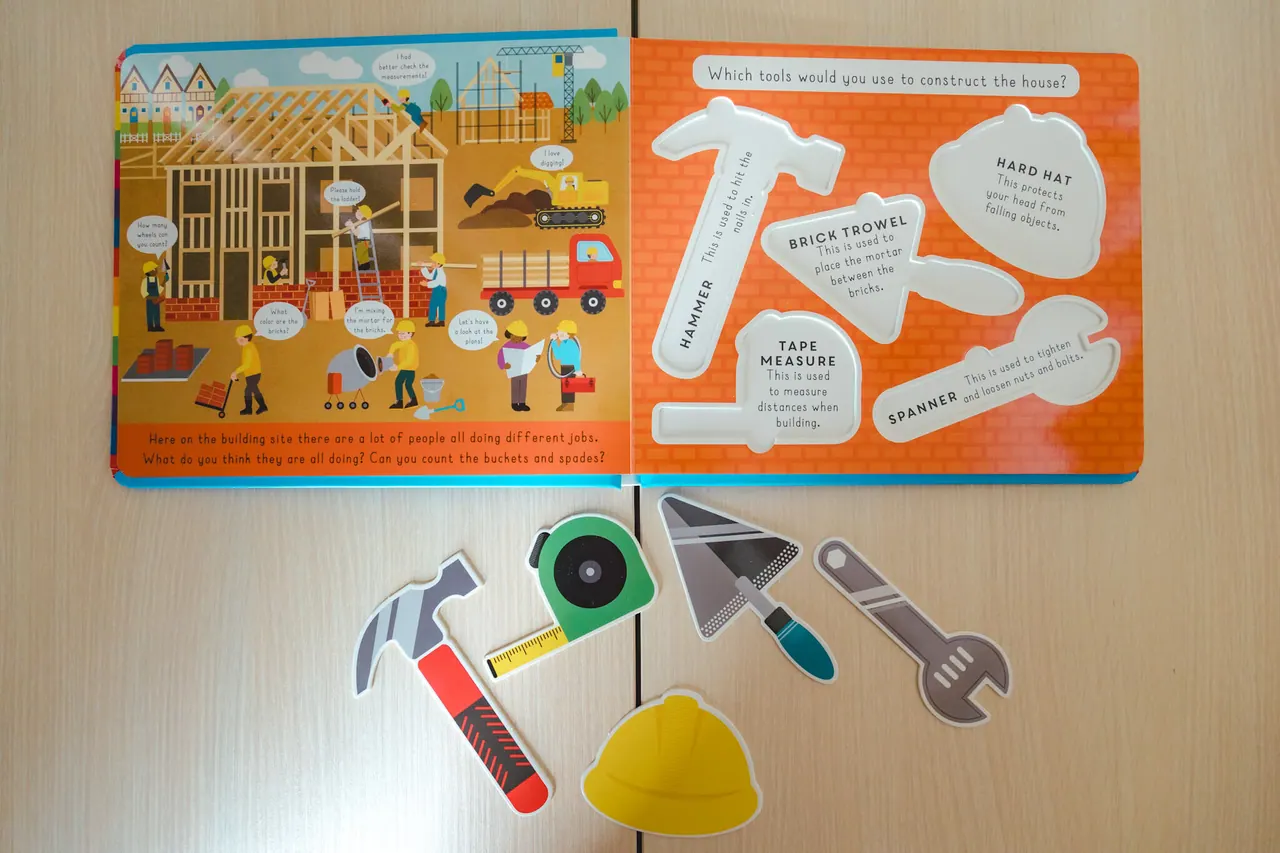 I had
better check the
measurements!
I love
digging!
Please hold
the ladder!
How many
wheels can
you count?
What
color are the
bricks?
I'm mixing
the mortar for
the bricks.
Let's have
a look at the
plans!
Here on the building site there are a lot of people all doing different jobs.
What do you think they are all doing? Can you count the buckets and spades?
Which tools would you use to construct the house?
HAMMER This is used to hit the
nails in.
BRICK TROWEL
This is used to
place the mortar
between the
bricks.
HARD HAT
This protects
your head from
falling objects.
TAPE
MEASURE
This is used
to measure
distances when
building.
SPANNER This is used to tighten
and loosen nuts and bolts.